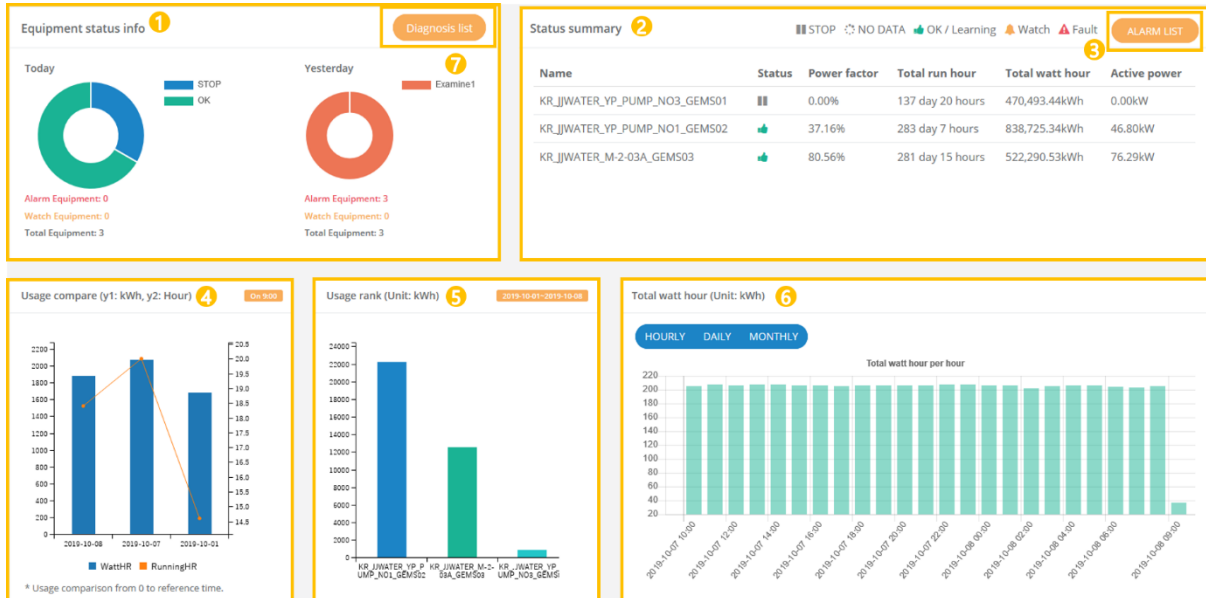 Equipment status info 1
Diagnosis list
7
Today
STOP
OK
Alarm Equipment: 0
Watch Equipment: 0
Total Equipment: 3
Yesterday
Examine1
Alarm Equipment: 3
Watch Equipment: 0
Total Equipment: 3
Status summary 2
STOP NO DATA OK / Learning Watch Fault
3
ALARM LIST
Name Status Power factor Total run hour Total watt hour Active power
KR_JJWATER_YP_PUMP_NO3_GEMS01 0.00% 137 day 20 hours 470,493.44kWh 0.00kW
KR_JJWATER_YP_PUMP_NO1_GEMS02 37.16% 283 day 7 hours 838,725.34kWh 46.80kW
KR_JJWATER_M-2-03A_GEMS03 80.56% 281 day 15 hours 522,290.53kWh 76.29kW
Usage compare (y1: kWh, y2: Hour) 4
On 9:00
2200
2000
1800
1600
1400
1200
1000
800
600
400
200
0
20.5
20.0
19.5
19.0
18.5
18.0
17.5
17.0
16.5
16.0
15.5
15.0
14.5
2019-10-08 2019-10-07 2019-10-01
WattHR RunningHR
* Usage comparison from 0 to reference time.
Usage rank (Unit: kWh) 5
2019-10-01~2019-10-08
24000
22000
20000
18000
16000
14000
12000
10000
8000
6000
4000
2000
0
KR_JJWATER_YP_P
UMP_NO1_GEMS02
KR_JJWATER_M-2-
03A_GEMS03
KR_JJWATER_YP_P
UMP_NO3_GEMS
Total watt hour (Unit: kWh) 6
HOURLY DAILY MONTHLY
Total watt hour per hour
220
200
180
160
140
120
100
80
60
40
20
2019-10-07 10:00
2019-10-07 12:00
2019-10-07 14:00
2019-10-07 16:00
2019-10-07 18:00
2019-10-07 20:00
2019-10-07 22:00
2019-10-08 00:00
2019-10-08 02:00
2019-10-08 04:00
2019-10-08 06:00
2019-10-08 09:00